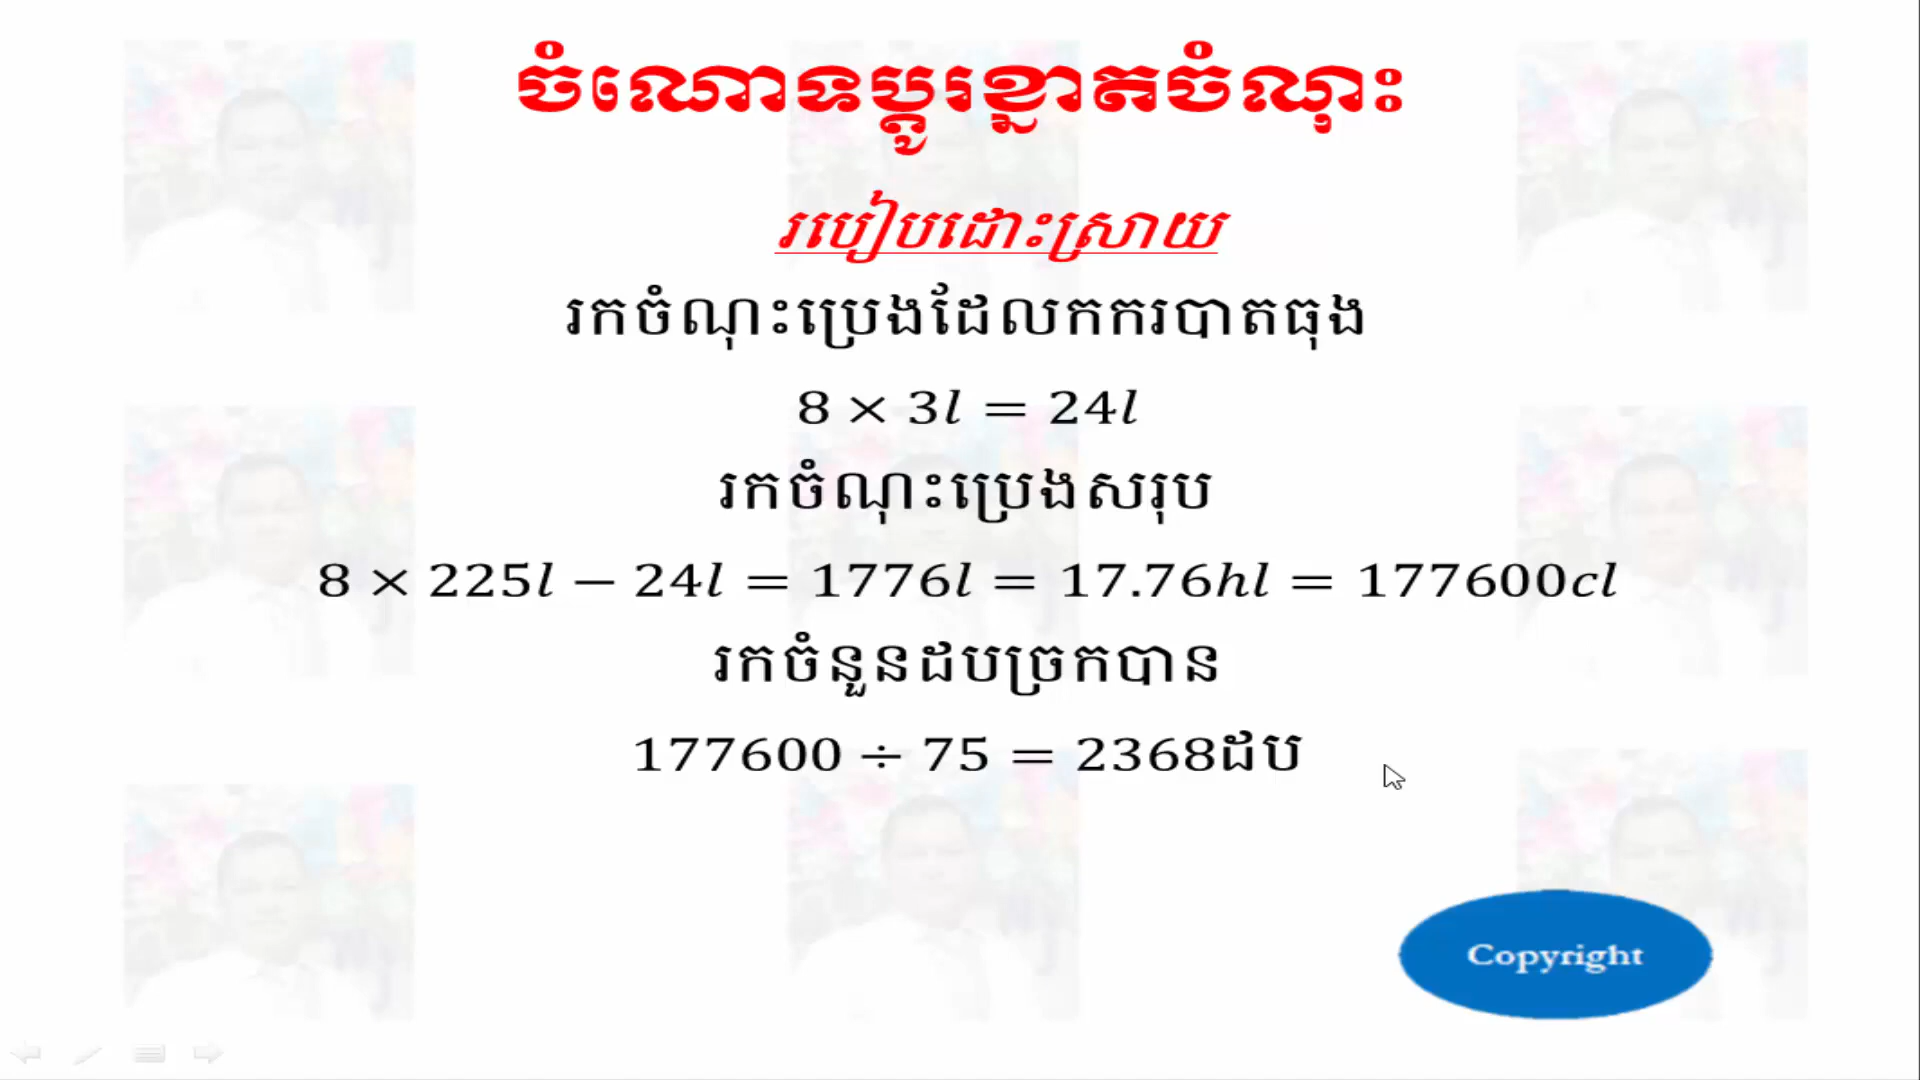 ចំណោទប្ដូរខ្នាតចំណុះ
របៀបដោះស្រាយ
រកចំណុះប្រេងដែលកករបាតធុង
8 × 3l = 24l
រកចំណុះប្រេងសរុប
8 × 225l − 24l = 1776l = 17.76hl = 177600cl
រកចំនួនដបច្រកបាន
177600 ÷ 75 = 2368ដប
Copyright